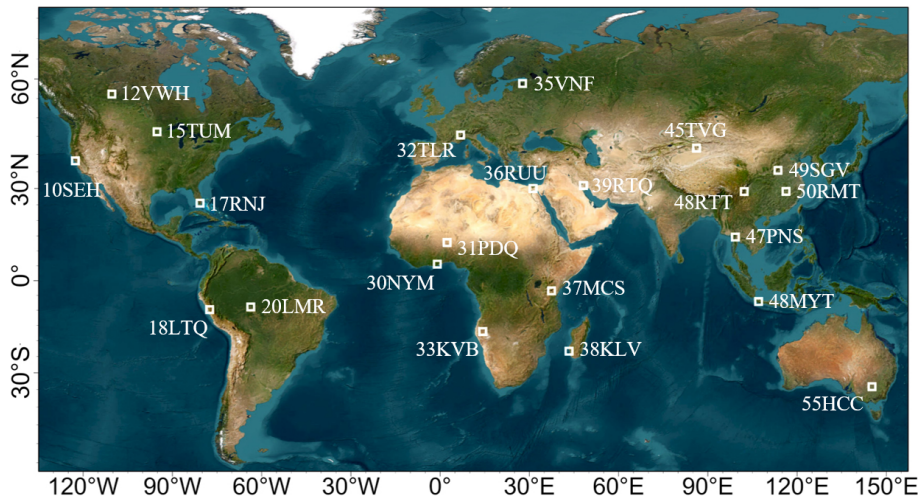 60°N
30°N
0°
30°S
12VWH
35VNF
15TUM
32TLR
45TVG
10SEH
36RUU
39RTQ
49SGV
48RTT
50RMT
17RNJ
31PDQ
47PNS
30NYM
37MCS
20LMR
48MYT
18LTQ
33KVB
38KLV
55HCC
120°W
90°W
60°W
30°W
0°
30°E
60°E
90°E
120°E
150°E